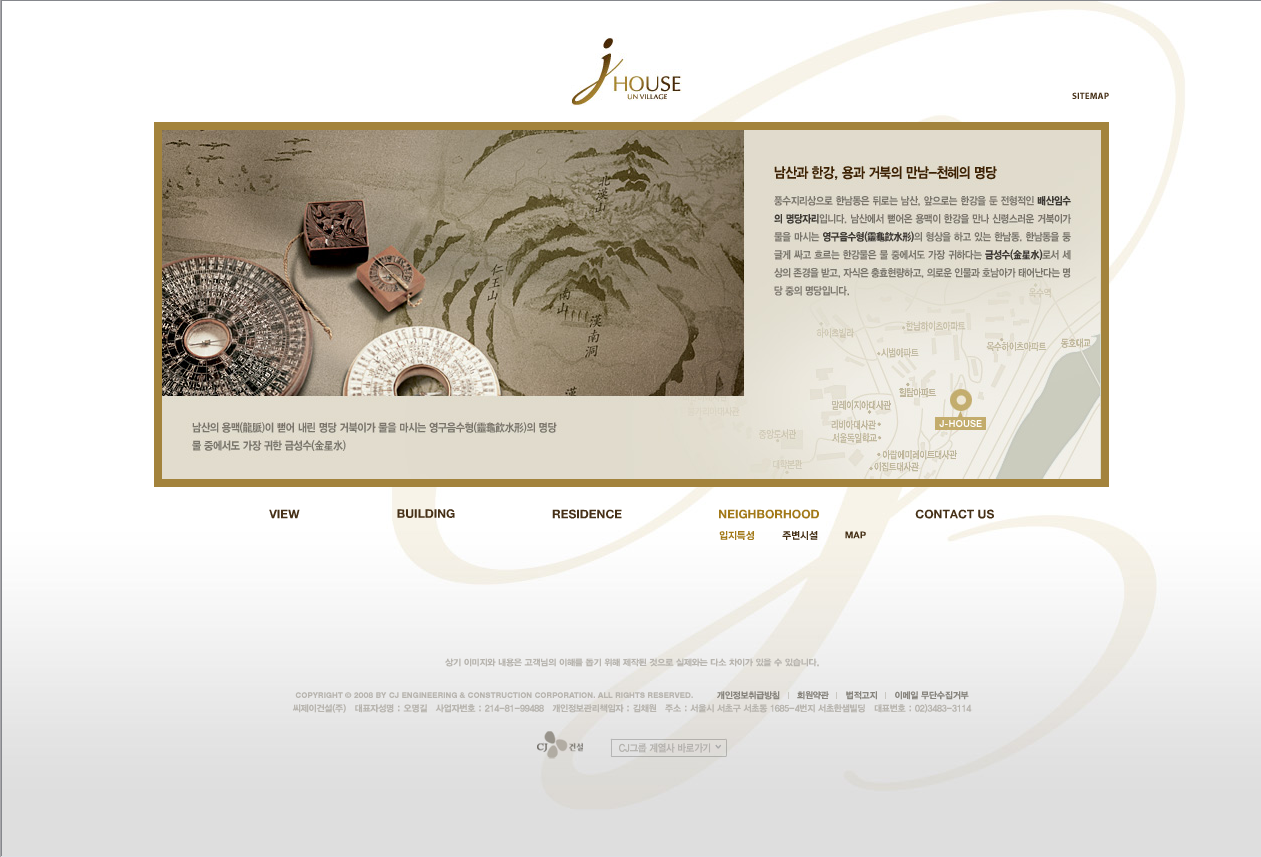 j HOUSE
UN VILLAGE
SITEMAP
北漢山
仁王山
南山
漢南洞
남산과 한강, 용과 거북의 만남-천혜의 명당
풍수지리상으로 한남동은 뒤로는 남산, 앞으로는 한강을 둔 전형적인 배산임수
의 명당자리입니다. 남산에서 뻗어온 용맥이 한강을 만나 신령스러운 거북이가
물을 마시는 영구음수형(靈龜飮水形)의 형상을 하고 있는 한남동, 한남동을 둥
글게 싸고 흐르는 한강물은 물 중에서도 가장 귀하다는 금성수(金星水)로서 세
상의 존경을 받고, 자식은 충효현량하고, 의로운 인물과 호남아가 태어난다는 명
당 중의 명당입니다.
옥수역
하이츠빌라
한남하이츠아파트
시범아파트
옥수하이츠아파트
동호대교
힐탑아파트
말레이지아대사관
리비아대사관
서울독일학교
J-HOUSE
중앙도서관
아랍에미레이트대사관
대학본관
이집트대사관
남산의 용맥(龍脈)이 뻗어 내린 명당 거북이가 물을 마시는 영구음수형(靈龜飮水形)의 명당
물 중에서도 가장 귀한 금성수(金星水)
VIEW
BUILDING
RESIDENCE
NEIGHBORHOOD
CONTACT US
입지특성 주변시설 MAP
상기 이미지와 내용은 고객님의 이해를 돕기 위해 제작된 것으로 실제와는 다소 차이가 있을 수 있습니다.
COPYRIGHT © 2008 BY CJ ENGINEERING & CONSTRUCTION CORPORATION. ALL RIGHTS RESERVED. 개인정보취급방침 | 회원약관 | 법적고지 | 이메일 무단수집거부
씨제이건설(주) 대표자성명 : 오명길 사업자번호 : 214-81-99488 개인정보관리책임자 : 김채원 주소 : 서울시 서초구 서초동 1685-4번지 서초한샘빌딩 대표번호 : 02)3483-3114
CJ 건설
CJ그룹 계열사 바로가기